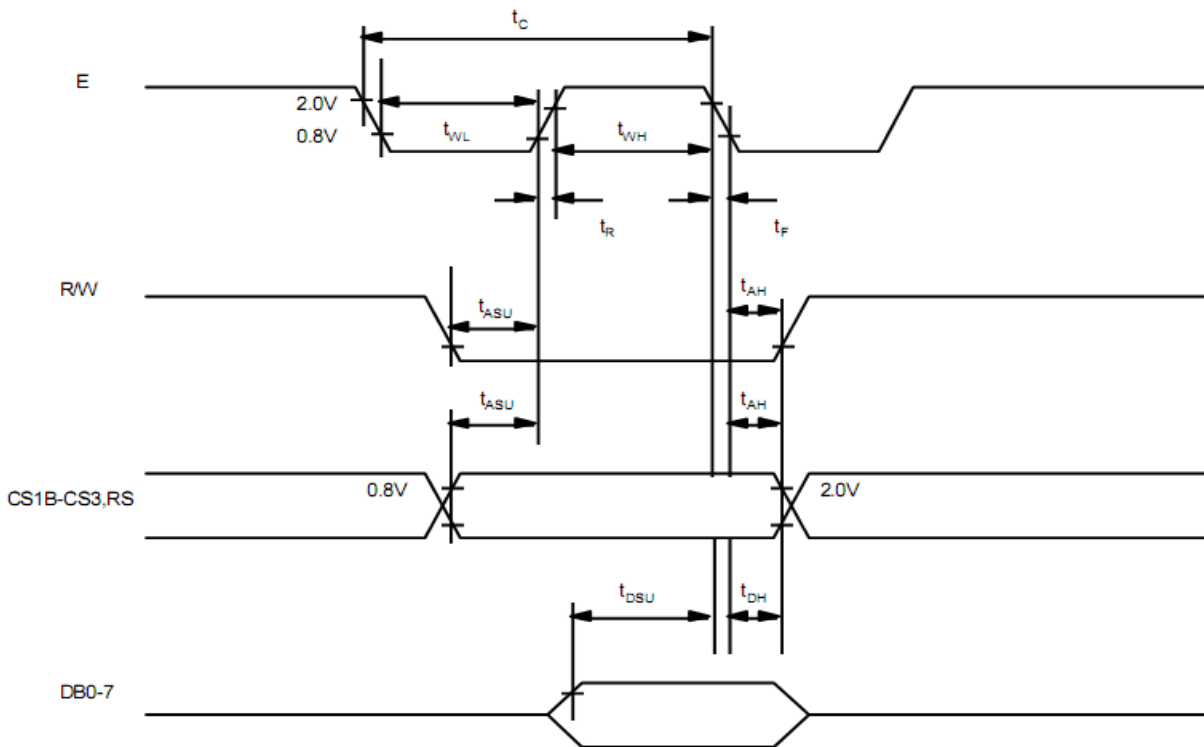 tC
E
2.0V
0.8V
tWL
tWH
tR
tF
R/W
tASU
tAH
tASU
tAH
CS1B-CS3,RS
0.8V
2.0V
tDSU
tDH
DB0-7